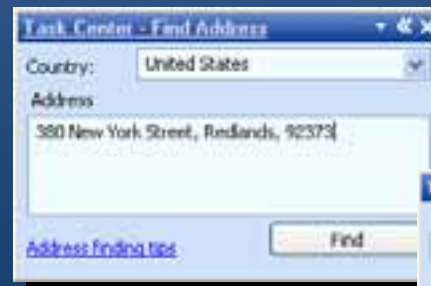 Task Center - Find Address
Country: United States
Address
380 New York Street, Redlands, 92373
Address finding tips
Find